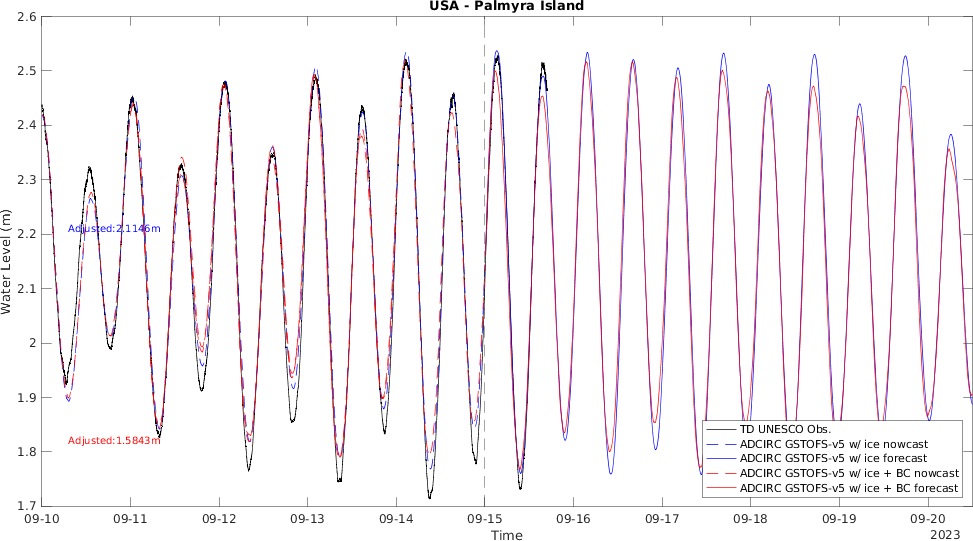 USA - Palmyra Island
2.6
2.5
2.4
2.3
2.2
2.1
2
1.9
1.8
1.7
Water Level (m)
Adjusted:2.1146m
Adjusted:1.5843m
TD UNESCO Obs.
ADCIRC GSTOFS-v5 w/ ice nowcast
ADCIRC GSTOFS-v5 w/ ice forecast
ADCIRC GSTOFS-v5 w/ ice + BC nowcast
ADCIRC GSTOFS-v5 w/ ice + BC forecast
09-10 09-11 09-12 09-13 09-14 09-15 09-16 09-17 09-18 09-19 09-20
2023
Time